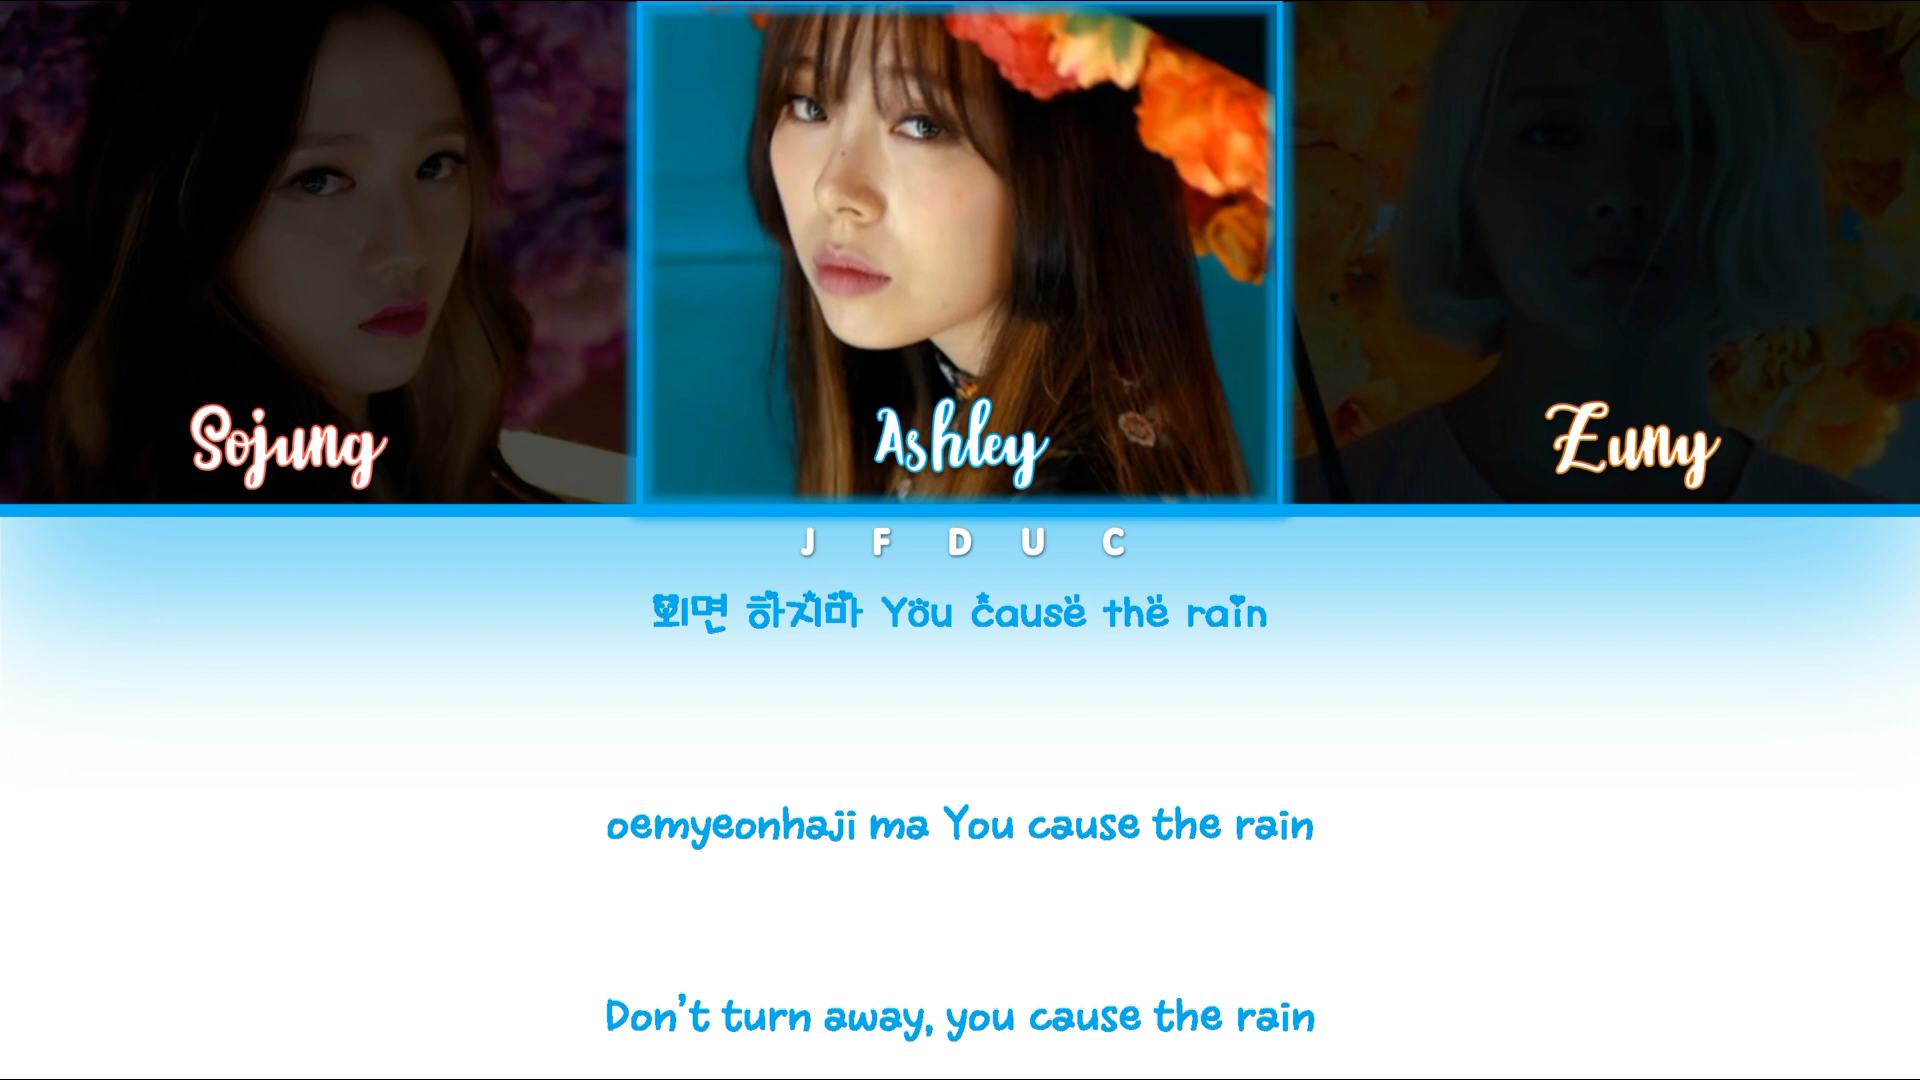 Sojung
Ashley
Euny
J F D U C
뾔면 하지마 You cause the rain
oemyeonhaji ma You cause the rain
Don't turn away, you cause the rain